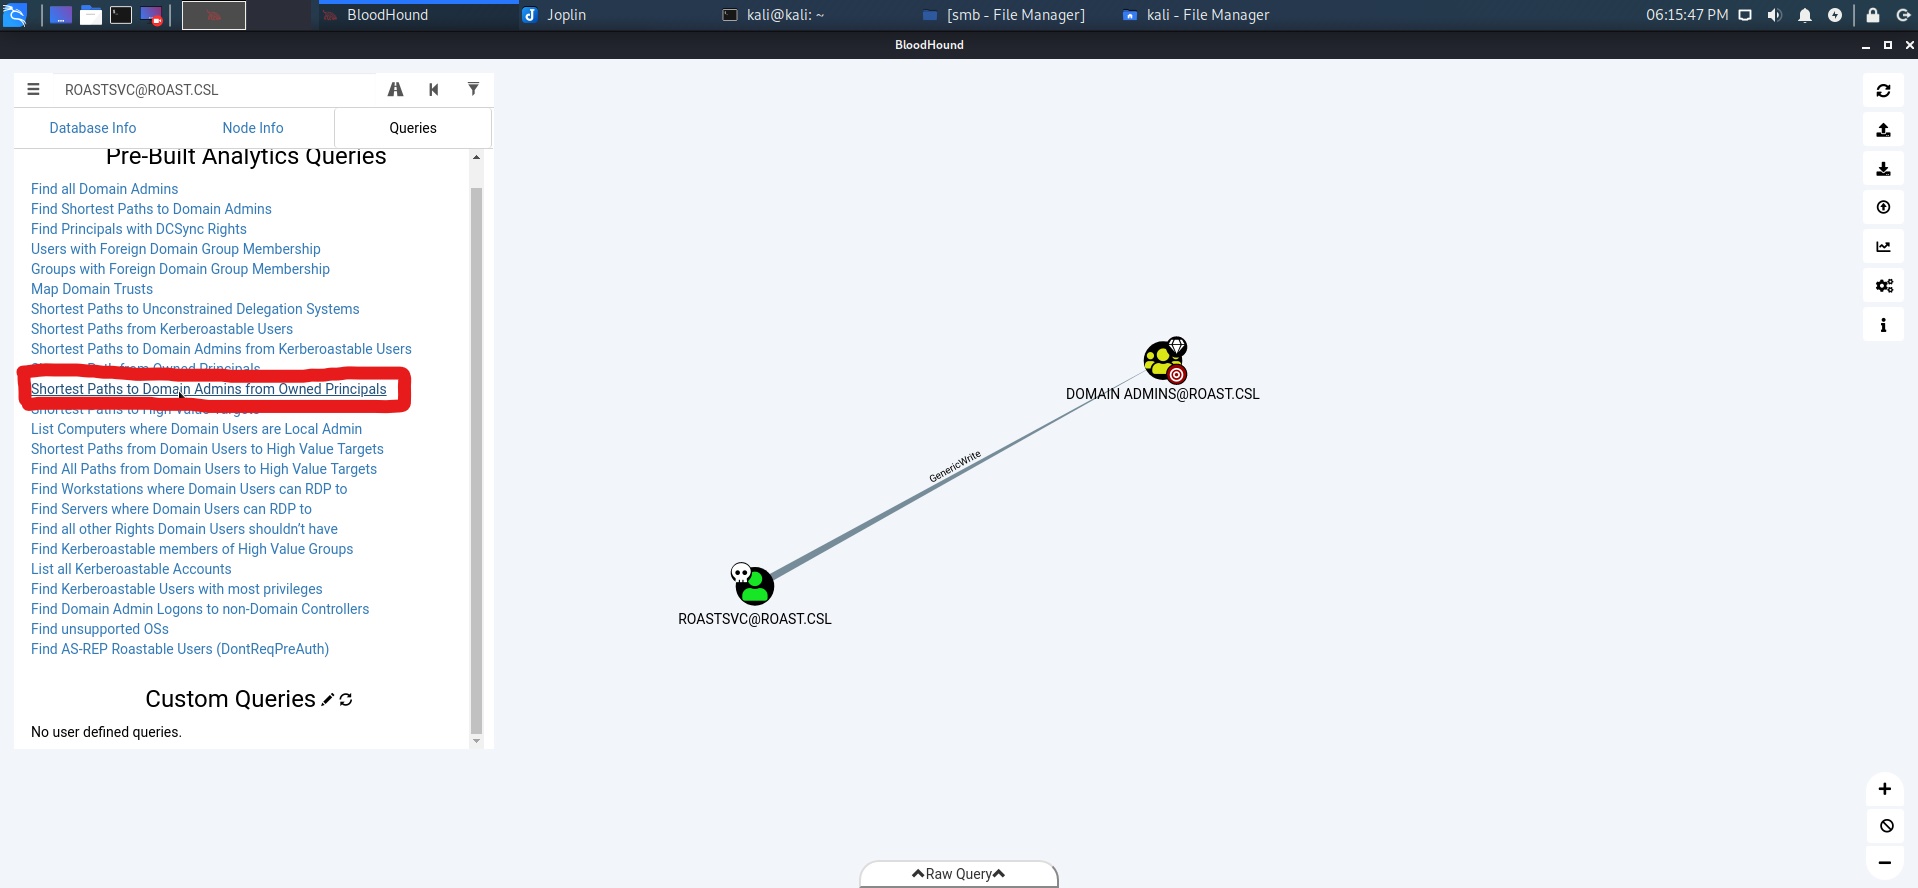 BloodHound
Joplin
kali@kali: ~
[smb - File Manager]
kali - File Manager
06:15:47 PM
BloodHound
ROASTSVC@ROAST.CSL
Database Info
Node Info
Queries
Pre-Built Analytics Queries
Find all Domain Admins
Find Shortest Paths to Domain Admins
Find Principals with DCSync Rights
Users with Foreign Domain Group Membership
Groups with Foreign Domain Group Membership
Map Domain Trusts
Shortest Paths to Unconstrained Delegation Systems
Shortest Paths from Kerberoastable Users
Shortest Paths to Domain Admins from Kerberoastable Users
from Owned Principals
Shortest Paths to Domain Admins from Owned Principals
Shortest Paths to High Value Targets
List Computers where Domain Users are Local Admin
Shortest Paths from Domain Users to High Value Targets
Find All Paths from Domain Users to High Value Targets
Find Workstations where Domain Users can RDP to
Find Servers where Domain Users can RDP to
Find all other Rights Domain Users shouldn’t have
Find Kerberoastable members of High Value Groups
List all Kerberoastable Accounts
Find Kerberoastable Users with most privileges
Find Domain Admin Logons to non-Domain Controllers
Find unsupported OSs
Find AS-REP Roastable Users (DontReqPreAuth)
Custom Queries
No user defined queries.
DOMAIN ADMINS@ROAST.CSL
GenericWrite
ROASTSVC@ROAST.CSL
Raw Query